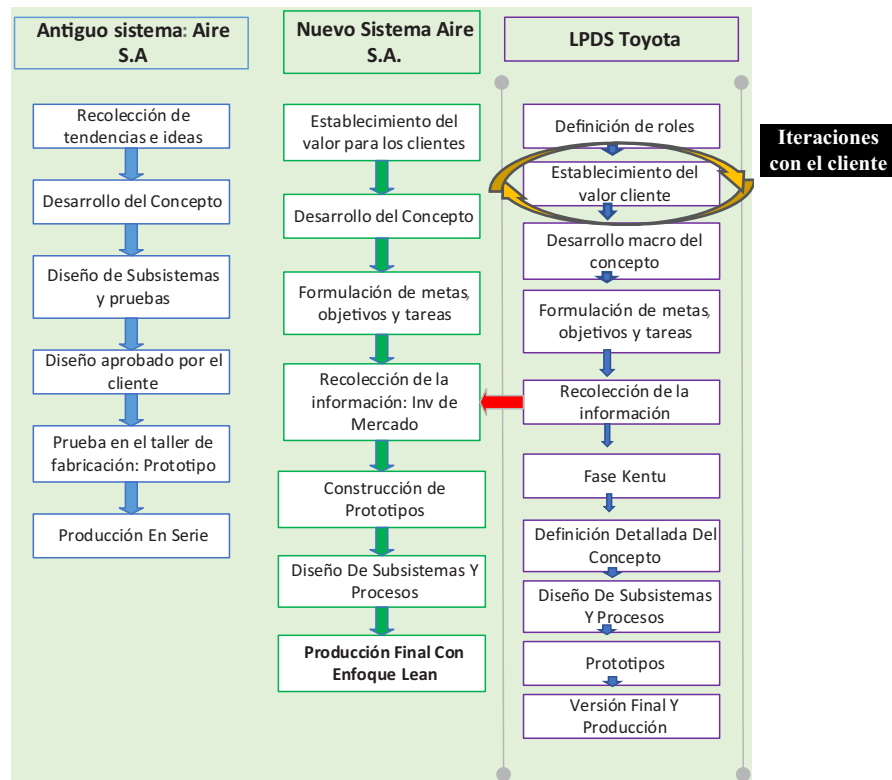 Antiguo sistema: Aire
S.A
Recolección de
tendencias e ideas
Desarrollo del Concepto
Diseño de Subsistemas
y pruebas
Diseño aprobado por el
cliente
Prueba en el taller de
fabricación: Prototipo
Producción En Serie
Nuevo Sistema Aire
S.A.
Establecimiento del
valor para los clientes
Desarrollo del Concepto
Formulación de metas,
objetivos y tareas
Recolección de la
información: Inv de
Mercado
Construcción de
Prototipos
Diseño De Subsistemas Y
Procesos
Producción Final Con
Enfoque Lean
LPDS Toyota
Definición de roles
Establecimiento del
valor cliente
Desarrollo macro del
concepto
Formulación de metas,
objetivos y tareas
Recolección de la
información
Fase Kentu
Definición Detallada Del
Concepto
Diseño De Subsistemas
Y Procesos
Prototipos
Versión Final Y
Producción
Iteraciones
con el cliente